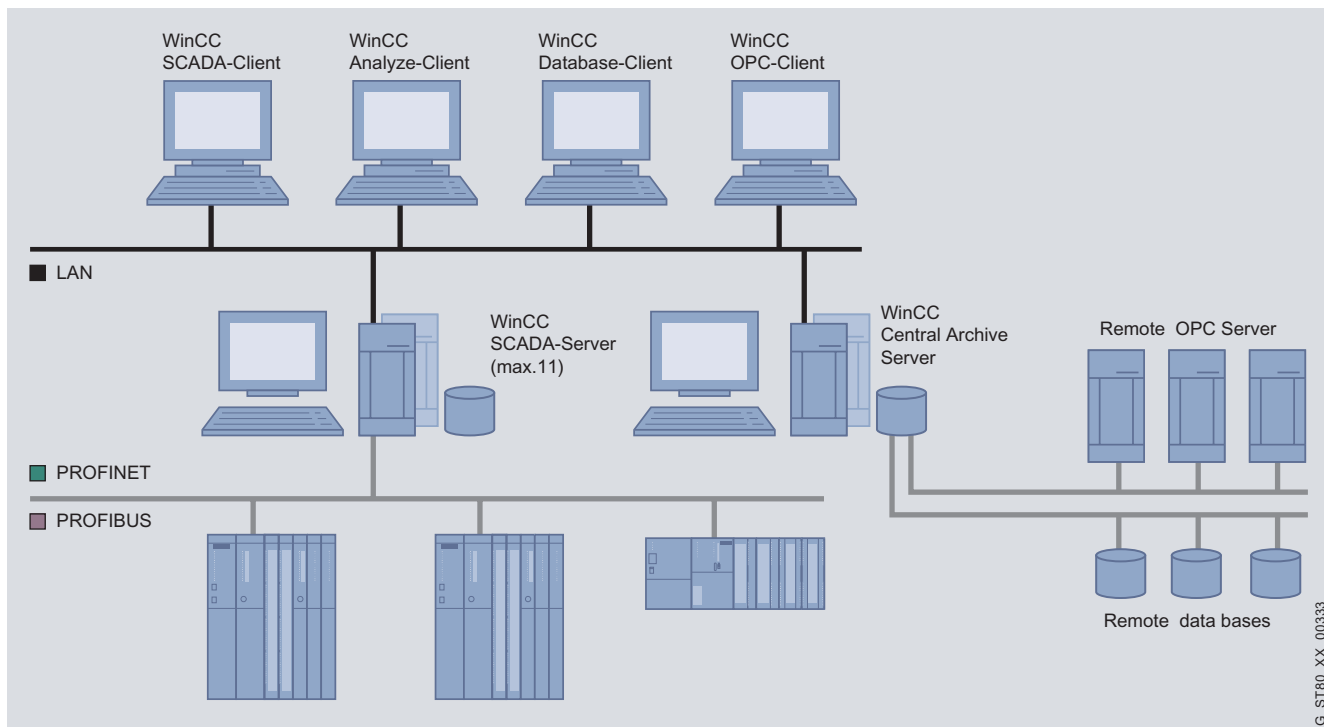 WinCC
SCADA-Client
WinCC
Analyze-Client
WinCC
Database-Client
WinCC
OPC-Client
LAN
WinCC
SCADA-Server
(max.11)
WinCC
Central Archive
Server
Remote OPC Server
PROFINET
PROFIBUS
Remote data bases
G_ST80_XX_00333